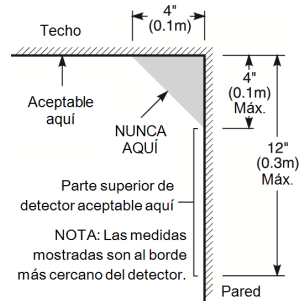 4"
(0.1m)
Techo
Aceptable
aquí
NUNCA
AQUÍ
4"
(0.1m)
Máx.
12"
(0.3m)
Máx.
Parte superior de
detector aceptable aquí
NOTA: Las medidas
mostradas son al borde
más cercano del detector.
Pared